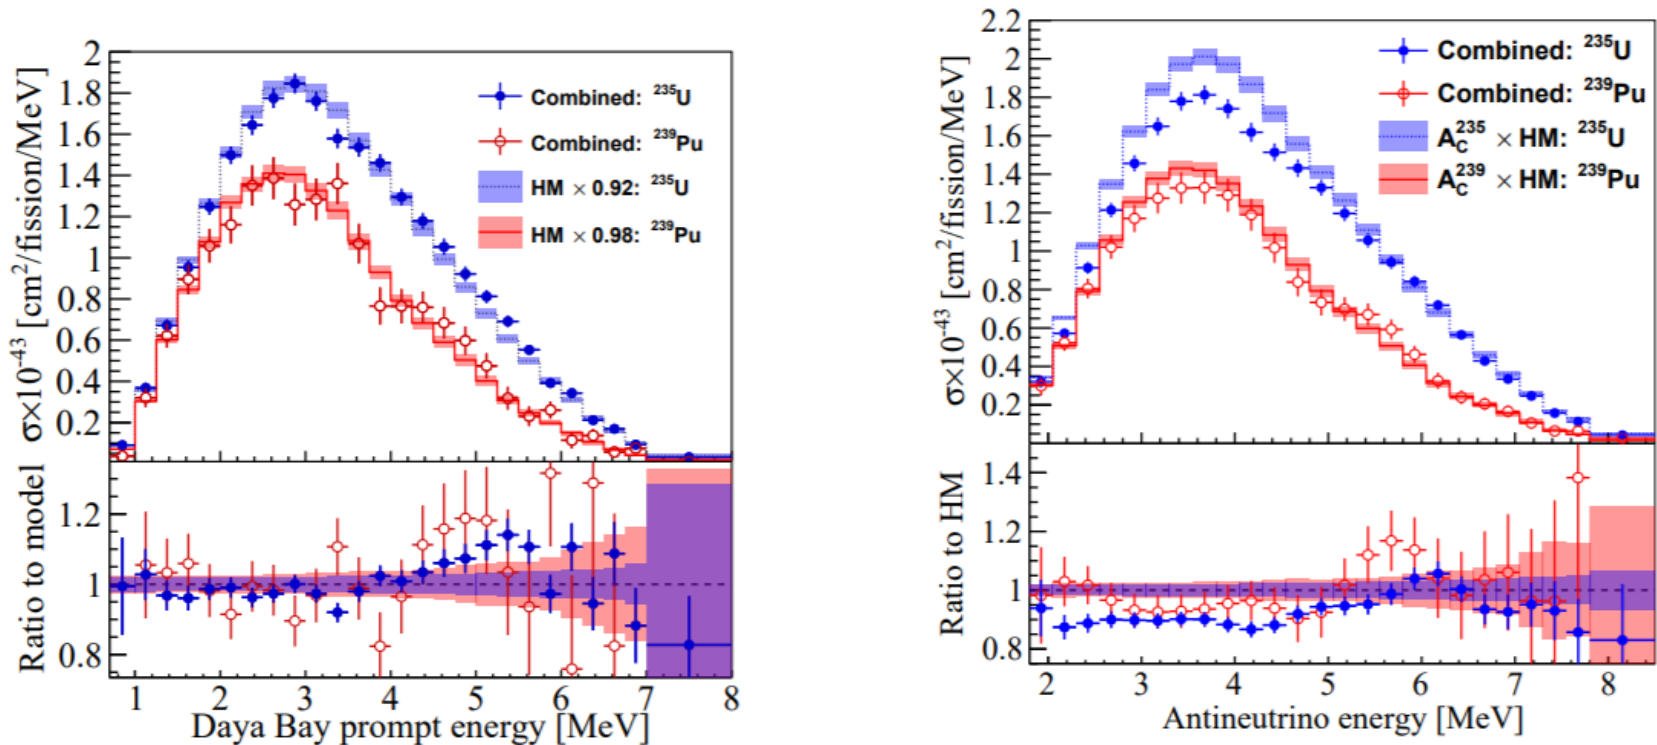 2
1.8
1.6
1.4
1.2
1
0.8
0.6
0.4
0.2
σ×10⁻⁴³ [cm²/fission/MeV]
Combined: ²³⁵U
Combined: ²³⁹Pu
HM × 0.92: ²³⁵U
HM × 0.98: ²³⁹Pu
1.2
1
0.8
Ratio to model
1 2 3 4 5 6 7 8
Daya Bay prompt energy [MeV]
2.2
2
1.8
1.6
1.4
1.2
1
0.8
0.6
0.4
0.2
σ×10⁻⁴³ [cm²/fission/MeV]
Combined: ²³⁵U
Combined: ²³⁹Pu
A_C^235 × HM: ²³⁵U
A_C^239 × HM: ²³⁹Pu
1.4
1.2
1
0.8
Ratio to HM
2 3 4 5 6 7 8
Antineutrino energy [MeV]